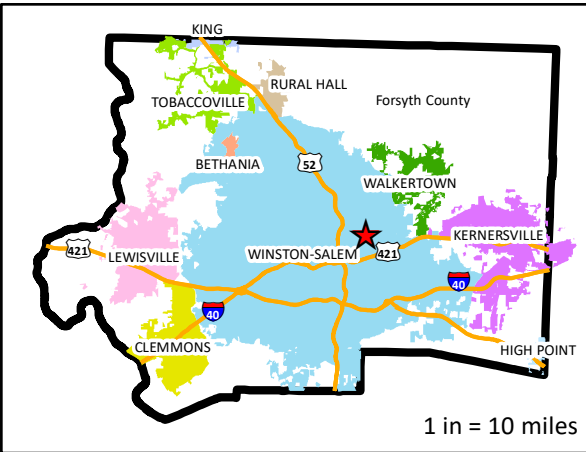 KING
RURAL HALL
TOBACCOVILLE
Forsyth County
BETHANIA
52
WALKERTOWN
421
LEWISVILLE
WINSTON-SALEM
421
KERNERSVILLE
40
40
CLEMMONS
HIGH POINT
1 in = 10 miles